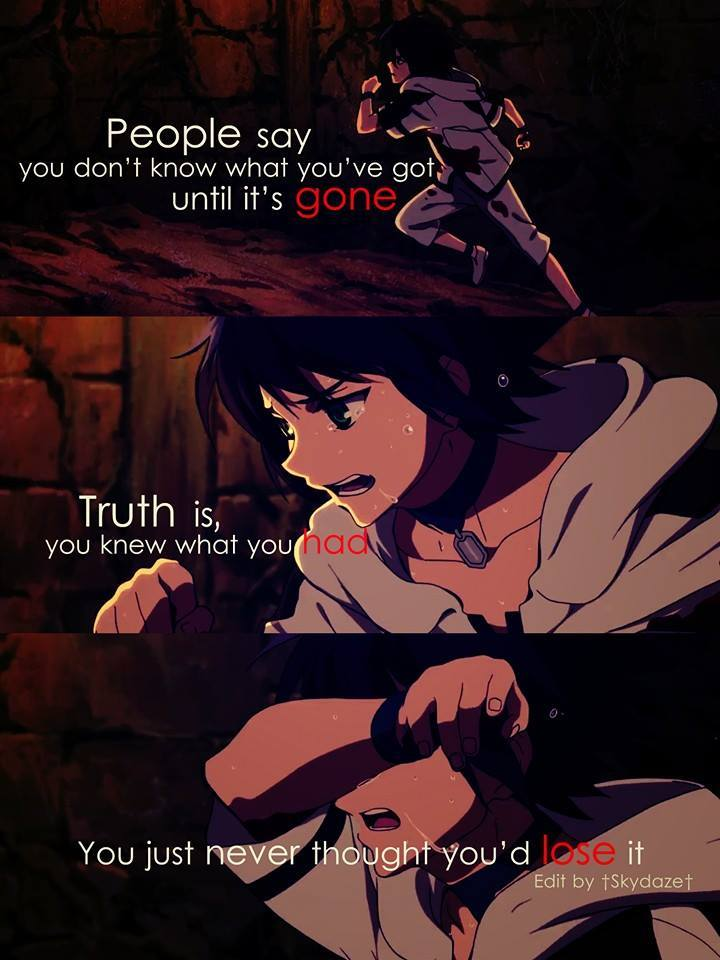 People say
you don't know what you've got
until it's gone
Truth is,
you knew what you had
You just never thought you'd lose it
Edit by †Skydaze†